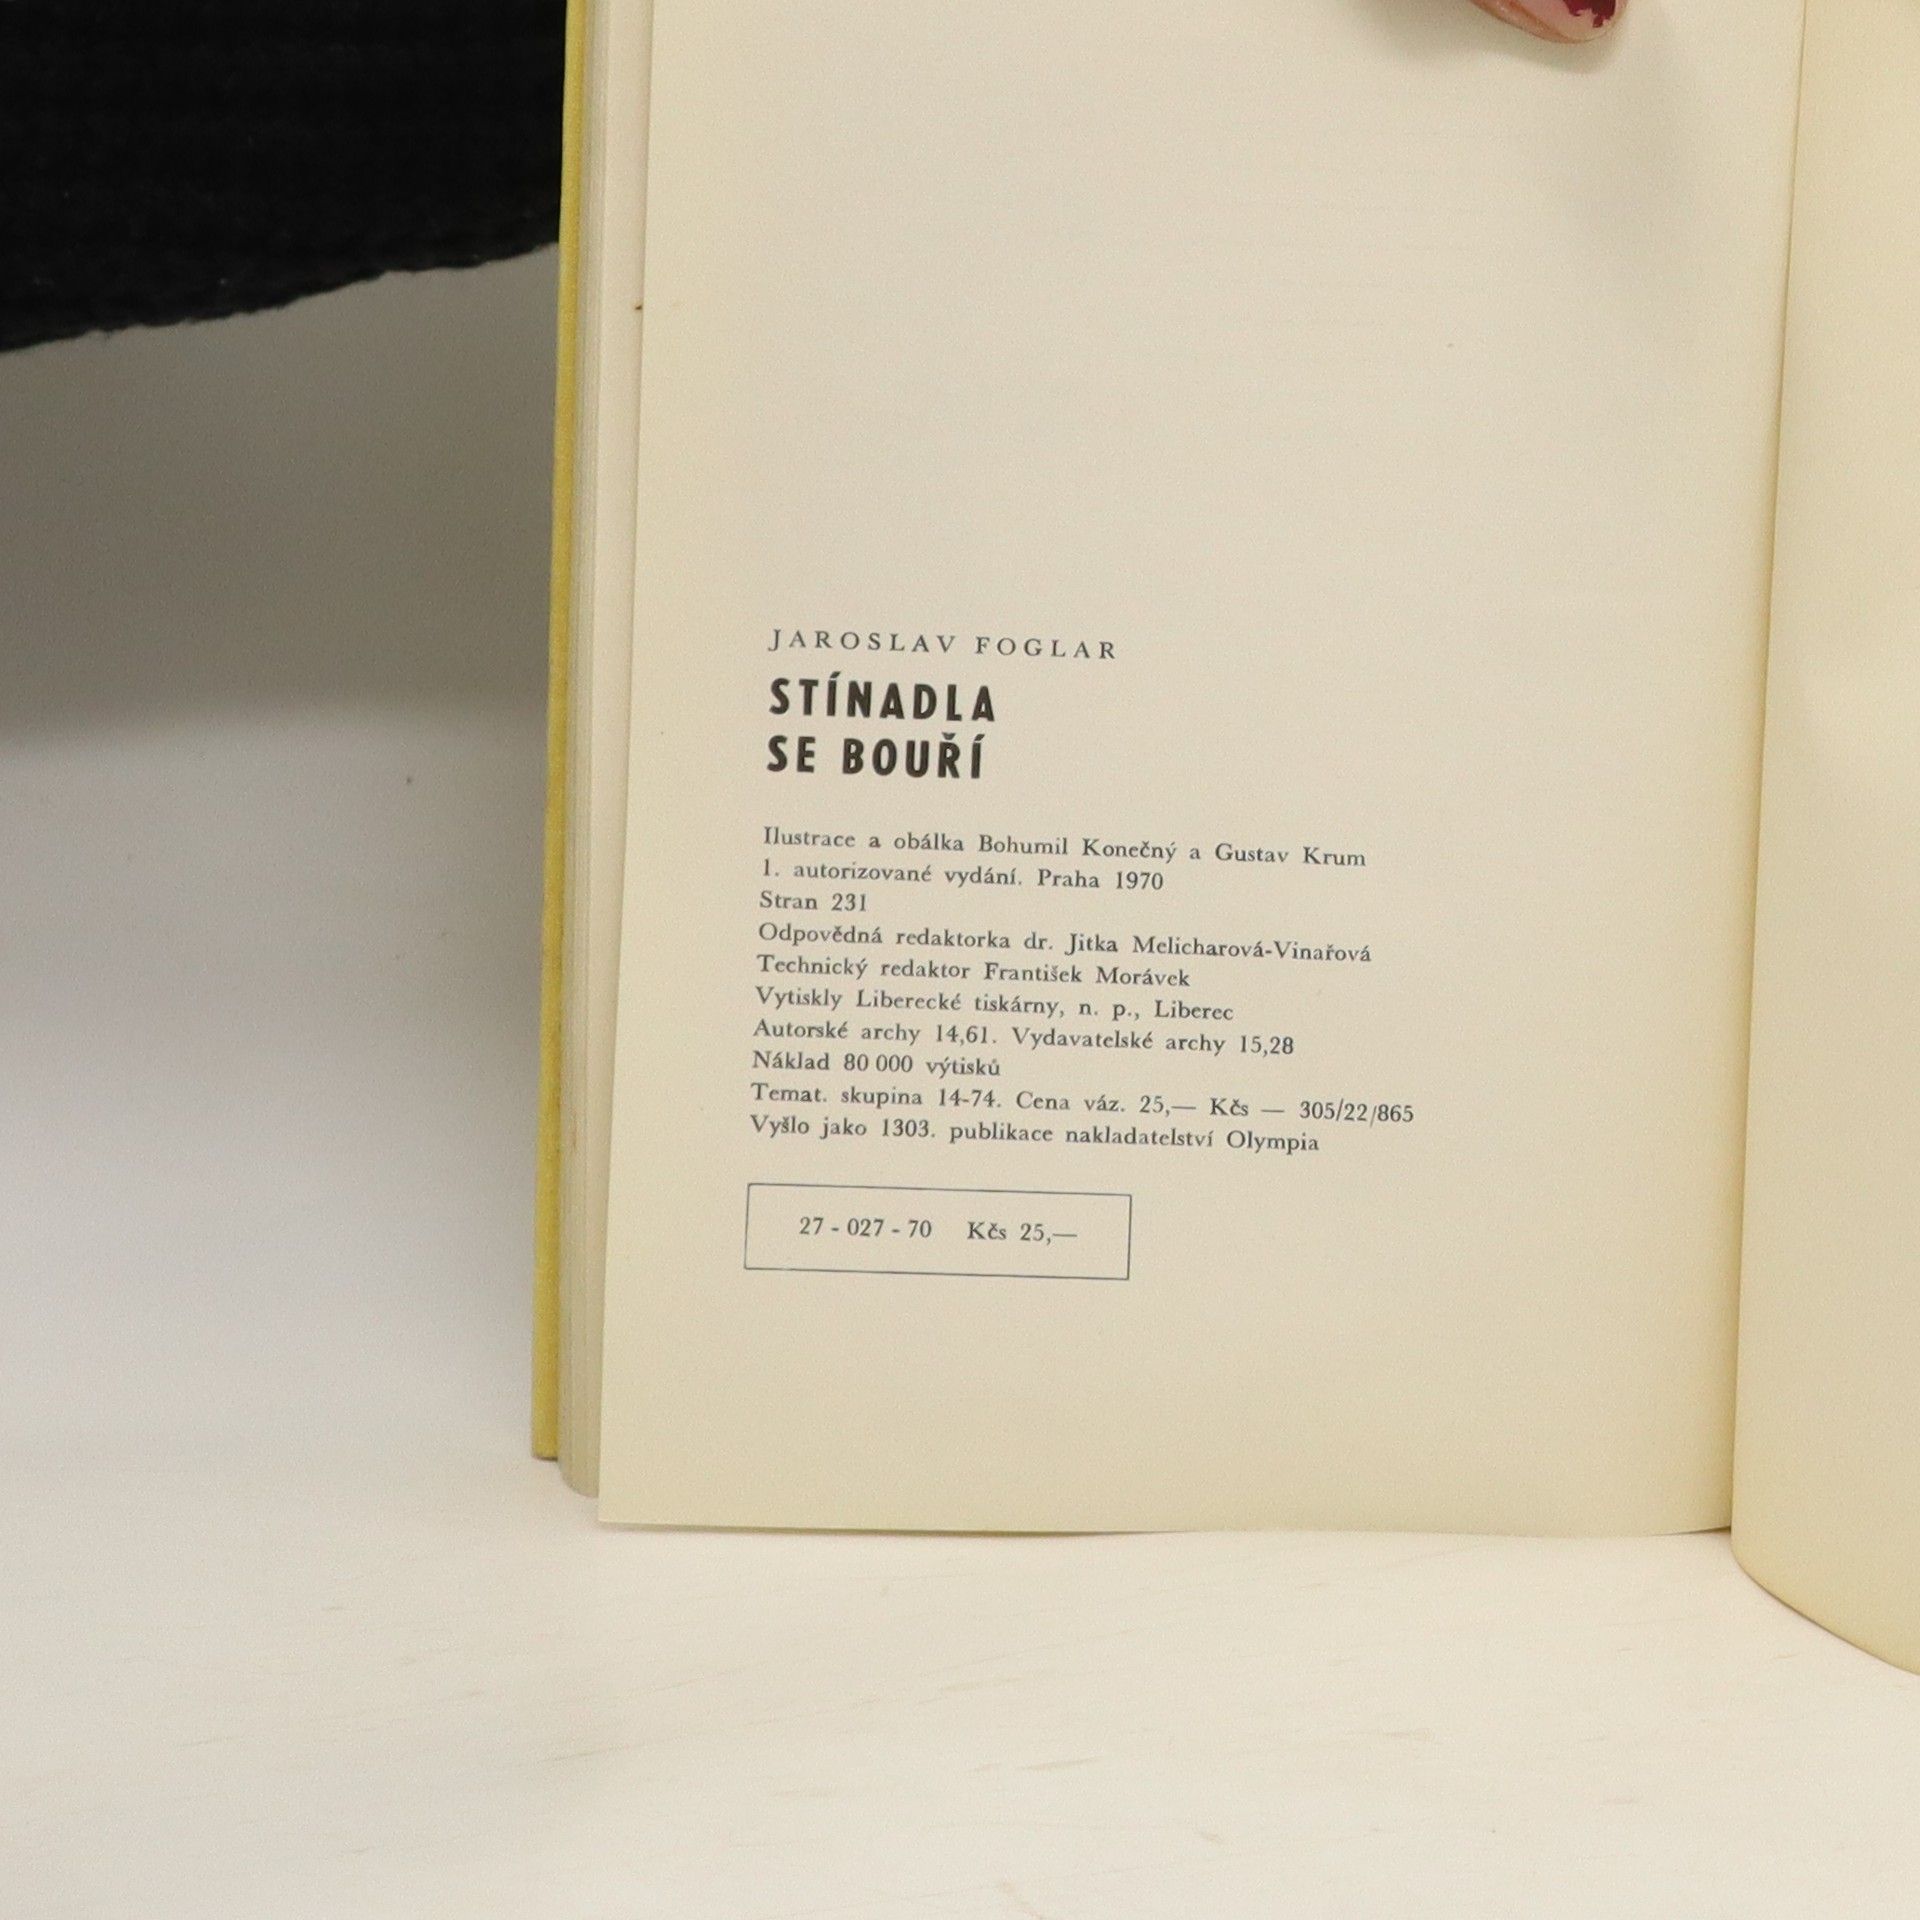 JAROSLAV FOGLAR
STÍNADLA
SE BOUŘÍ
Ilustrace a obálka Bohumil Konečný a Gustav Krum
1. autorizované vydání. Praha 1970
Stran 231
Odpovědná redaktorka dr. Jitka Melicharová-Vinařová
Technický redaktor František Morávek
Vytiskly Liberecké tiskárny, n. p., Liberec
Autorské archy 14,61. Vydavatelské archy 15,28
Náklad 80 000 výtisků
Temat. skupina 14-74. Cena váz. 25,— Kčs — 305/22/865
Vyšlo jako 1303. publikace nakladatelství Olympia
27 - 027 - 70 Kčs 25,—